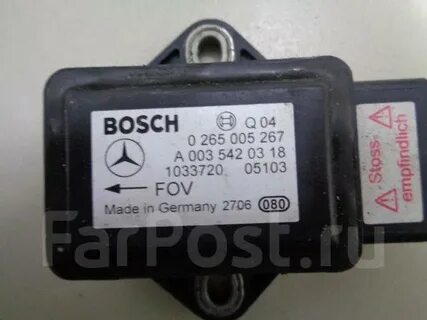 BOSCH Q 04
0 265 005 267
A 003 542 03 18
1033720 05103
FOV
Made in Germany 2706 080
Stoss-
empfindlich
FarPost.ru